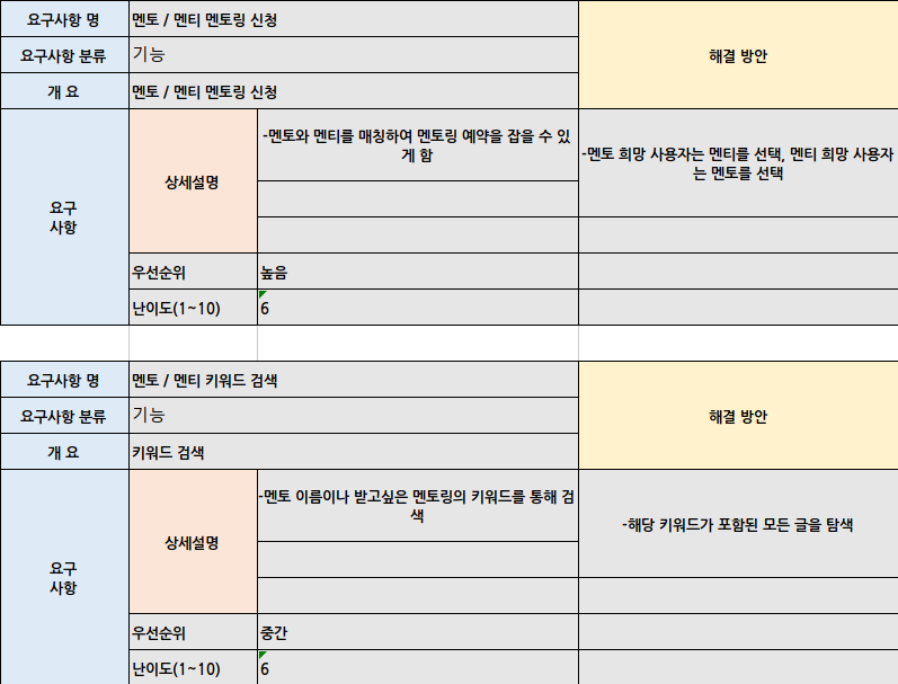 요구사항 명
멘토 / 멘티 멘토링 신청
해결 방안
요구사항 분류
기능
개 요
멘토 / 멘티 멘토링 신청
요구
사항
상세설명
-멘토와 멘티를 매칭하여 멘토링 예약을 잡을 수 있
게 함
-멘토 희망 사용자는 멘티를 선택, 멘티 희망 사용자
는 멘토를 선택
우선순위
높음
난이도(1~10)
6
요구사항 명
멘토 / 멘티 키워드 검색
해결 방안
요구사항 분류
기능
개 요
키워드 검색
요구
사항
상세설명
-멘토 이름이나 받고싶은 멘토링의 키워드를 통해 검
색
-해당 키워드가 포함된 모든 글을 탐색
우선순위
중간
난이도(1~10)
6